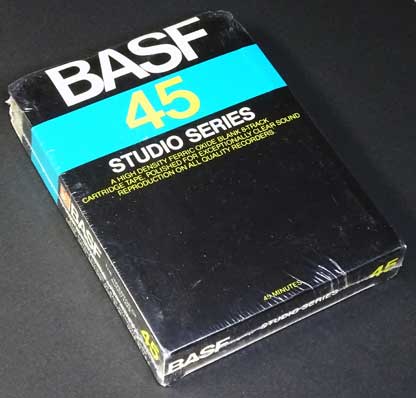 BASF
45
STUDIO SERIES
A HIGH DENSITY FERRIC OXIDE BLANK 8-TRACK
CARTRIDGE TAPE, POLISHED FOR EXCEPTIONALLY CLEAR SOUND
REPRODUCTION ON ALL QUALITY RECORDERS
45 MINUTES
BASF
45
BASF
STUDIO SERIES
45